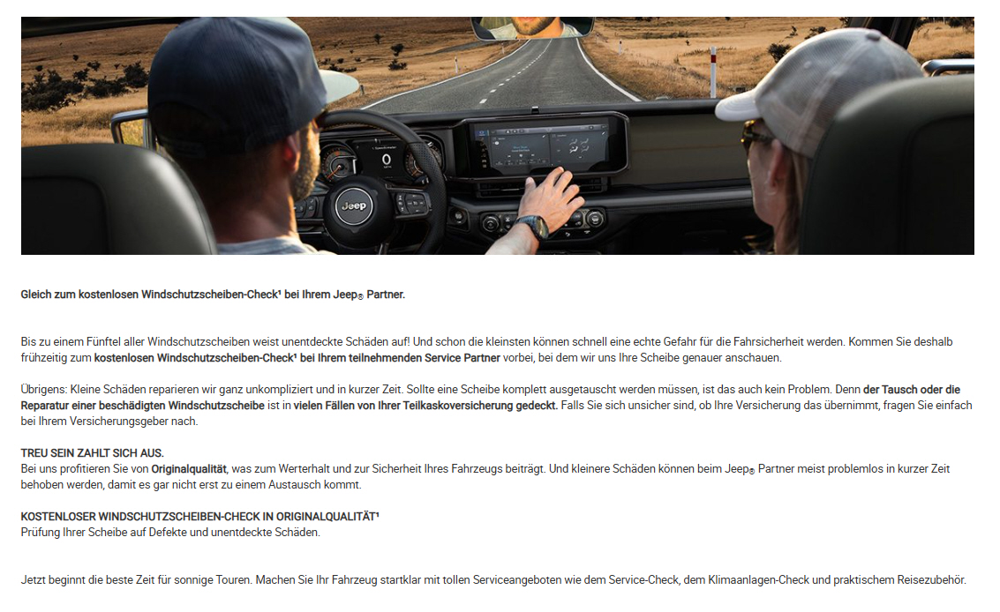 Jeep
0
Gleich zum kostenlosen Windschutzscheiben-Check¹ bei Ihrem Jeep® Partner.
Bis zu einem Fünftel aller Windschutzscheiben weist unentdeckte Schäden auf! Und schon die kleinsten können schnell eine echte Gefahr für die Fahrsicherheit werden. Kommen Sie deshalb
frühzeitig zum kostenlosen Windschutzscheiben-Check¹ bei Ihrem teilnehmenden Service Partner vorbei, bei dem wir uns Ihre Scheibe genauer anschauen.
Übrigens: Kleine Schäden reparieren wir ganz unkompliziert und in kurzer Zeit. Sollte eine Scheibe komplett ausgetauscht werden müssen, ist das auch kein Problem. Denn der Tausch oder die
Reparatur einer beschädigten Windschutzscheibe ist in vielen Fällen von Ihrer Teilkaskoversicherung gedeckt. Falls Sie sich unsicher sind, ob Ihre Versicherung das übernimmt, fragen Sie einfach
bei Ihrem Versicherungsgeber nach.
TREU SEIN ZAHLT SICH AUS.
Bei uns profitieren Sie von Originalqualität, was zum Werterhalt und zur Sicherheit Ihres Fahrzeugs beiträgt. Und kleinere Schäden können beim Jeep® Partner meist problemlos in kurzer Zeit
behoben werden, damit es gar nicht erst zu einem Austausch kommt.
KOSTENLOSER WINDSCHUTZSCHEIBEN-CHECK IN ORIGINALQUALITÄT¹
Prüfung Ihrer Scheibe auf Defekte und unentdeckte Schäden.
Jetzt beginnt die beste Zeit für sonnige Touren. Machen Sie Ihr Fahrzeug startklar mit tollen Serviceangeboten wie dem Service-Check, dem Klimaanlagen-Check und praktischem Reisezubehör.